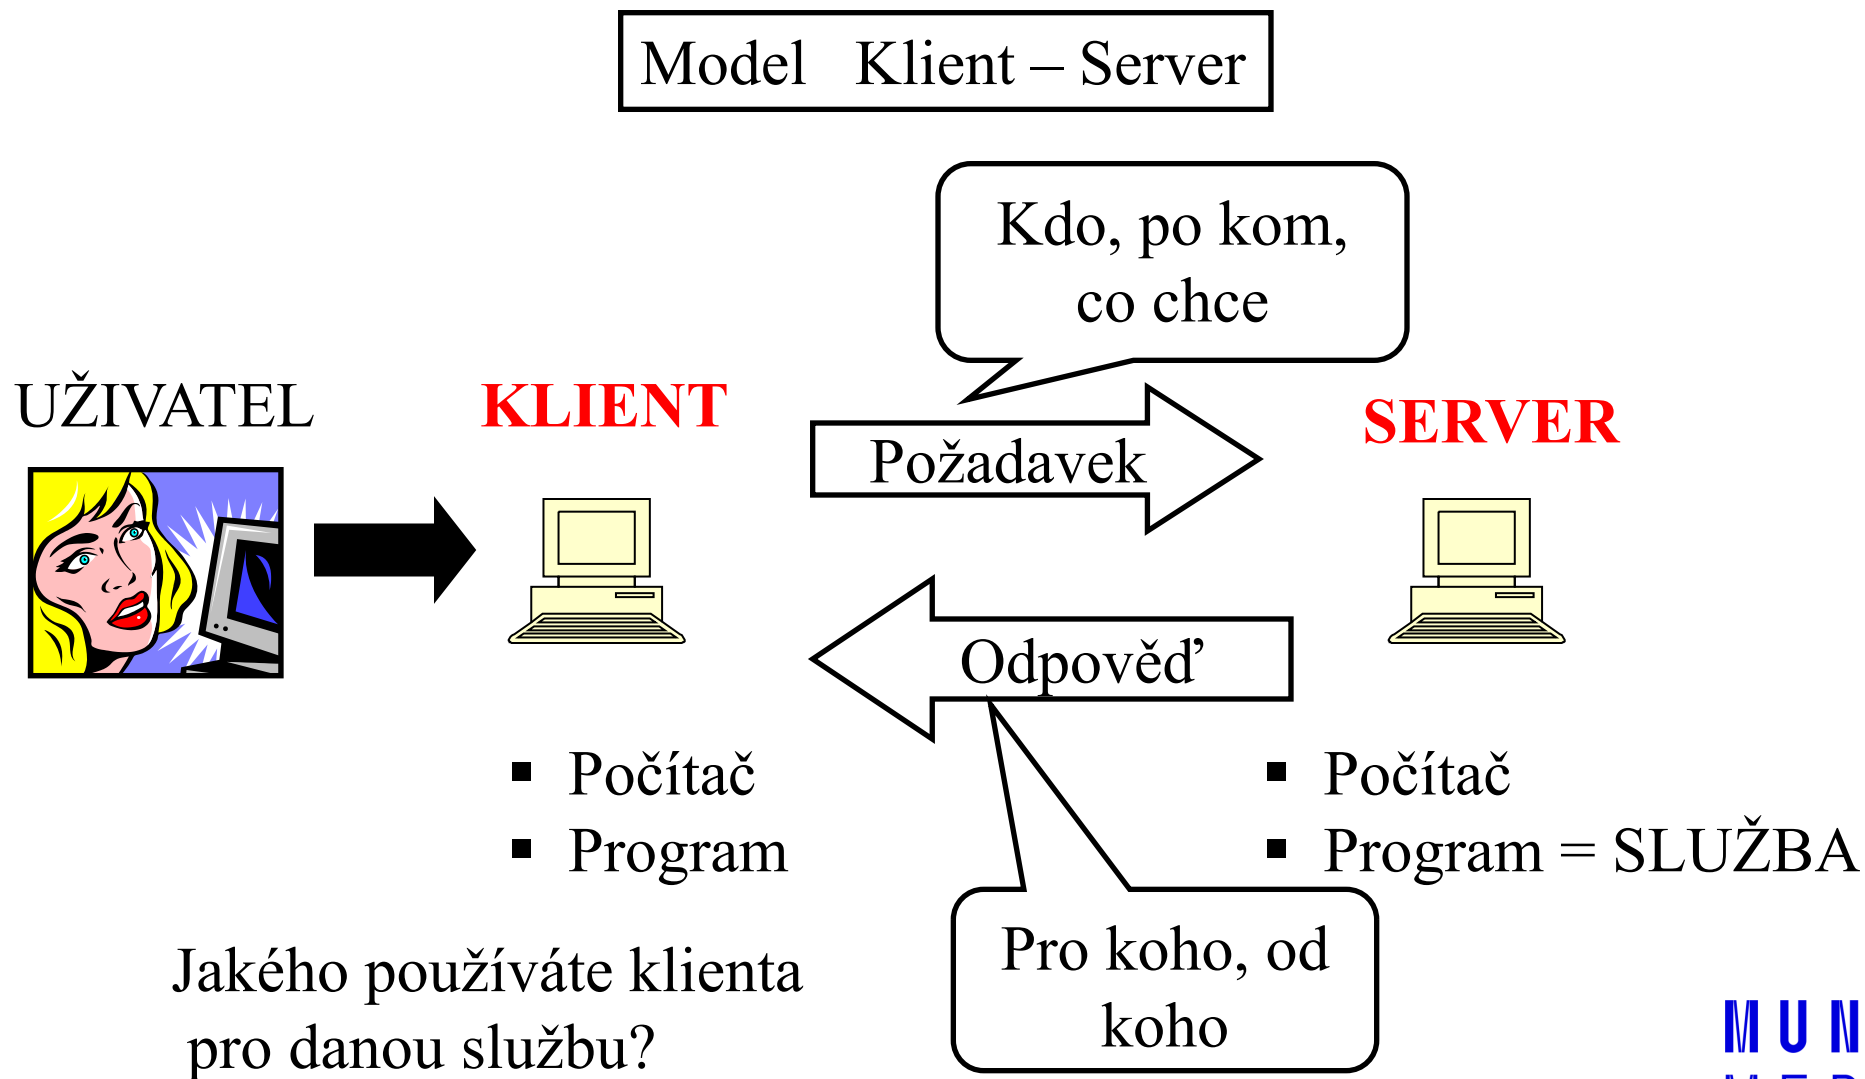 Model Klient – Server
Kdo, po kom,
co chce
UŽIVATEL
KLIENT
Požadavek
SERVER
Odpověď
Počítač
Program
Počítač
Program = SLUŽBA
Jakého používáte klienta
pro danou službu?
Pro koho, od
koho
MUN